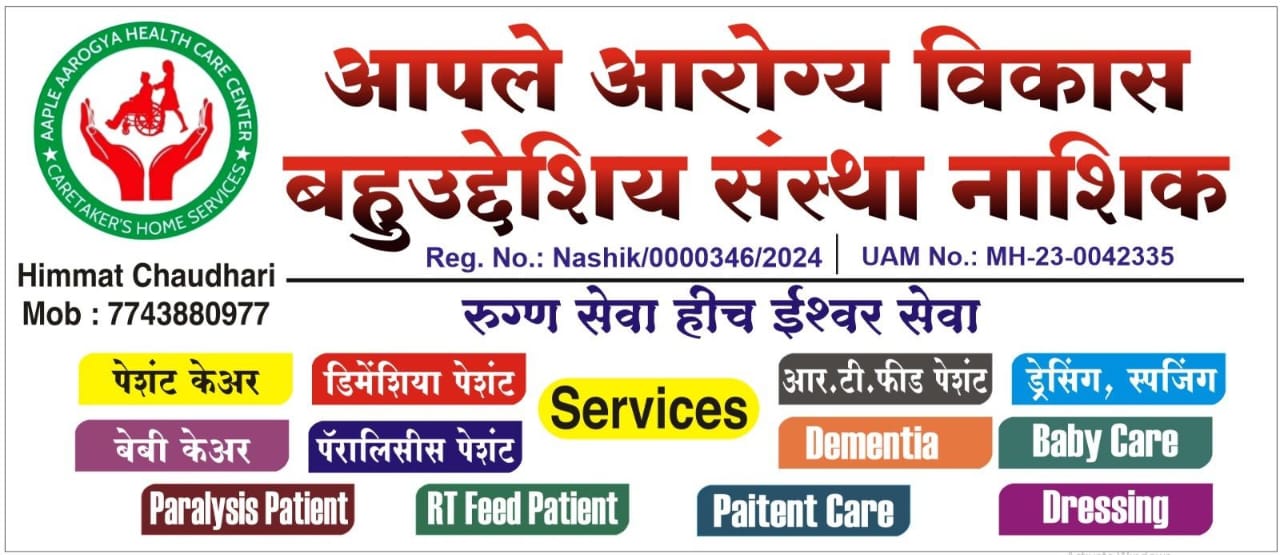 AAPLE AAROGYA HEALTH CARE CENTER
★ CARETAKER'S HOME SERVICES ★
आपले आरोग्य विकास
बहुउद्देशिय संस्था नाशिक
Reg. No.: Nashik/0000346/2024 | UAM No.: MH-23-0042335
Himmat Chaudhari
Mob : 7743880977
रुग्ण सेवा हीच ईश्वर सेवा
पेशंट केअर
डिमेंशिया पेशंट
Services
आर.टी.फीड पेशंट
ड्रेसिंग, स्पजिंग
बेबी केअर
पॅरालिसीस पेशंट
Dementia
Baby Care
Paralysis Patient
RT Feed Patient
Paitent Care
Dressing